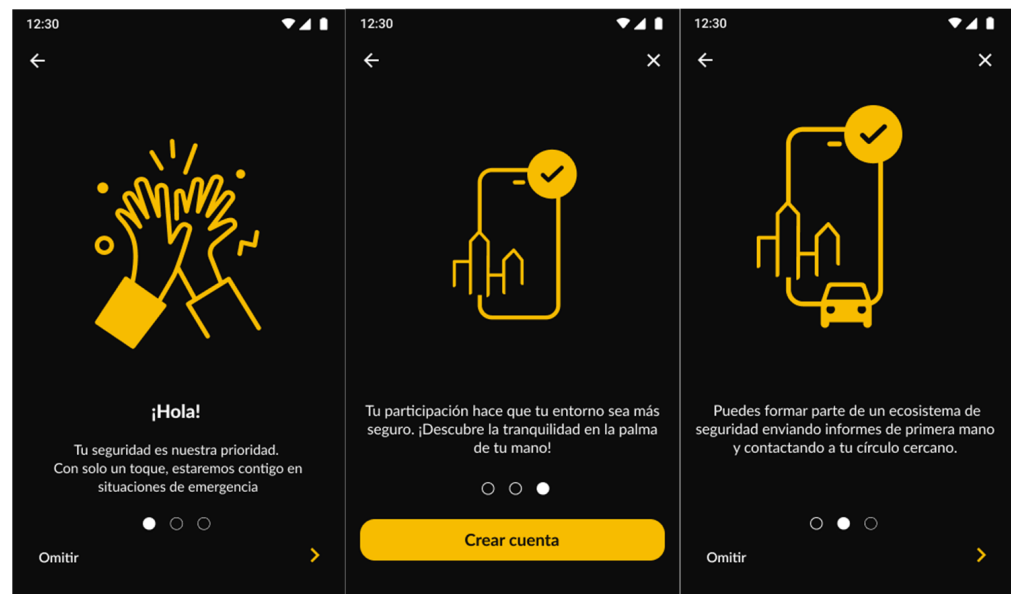 12:30
¡Hola!
Tu seguridad es nuestra prioridad.
Con solo un toque, estaremos contigo en
situaciones de emergencia
Omitir
12:30
Tu participación hace que tu entorno sea más
seguro. ¡Descubre la tranquilidad en la palma
de tu mano!
Crear cuenta
12:30
Puedes formar parte de un ecosistema de
seguridad enviando informes de primera mano
y contactando a tu círculo cercano.
Omitir